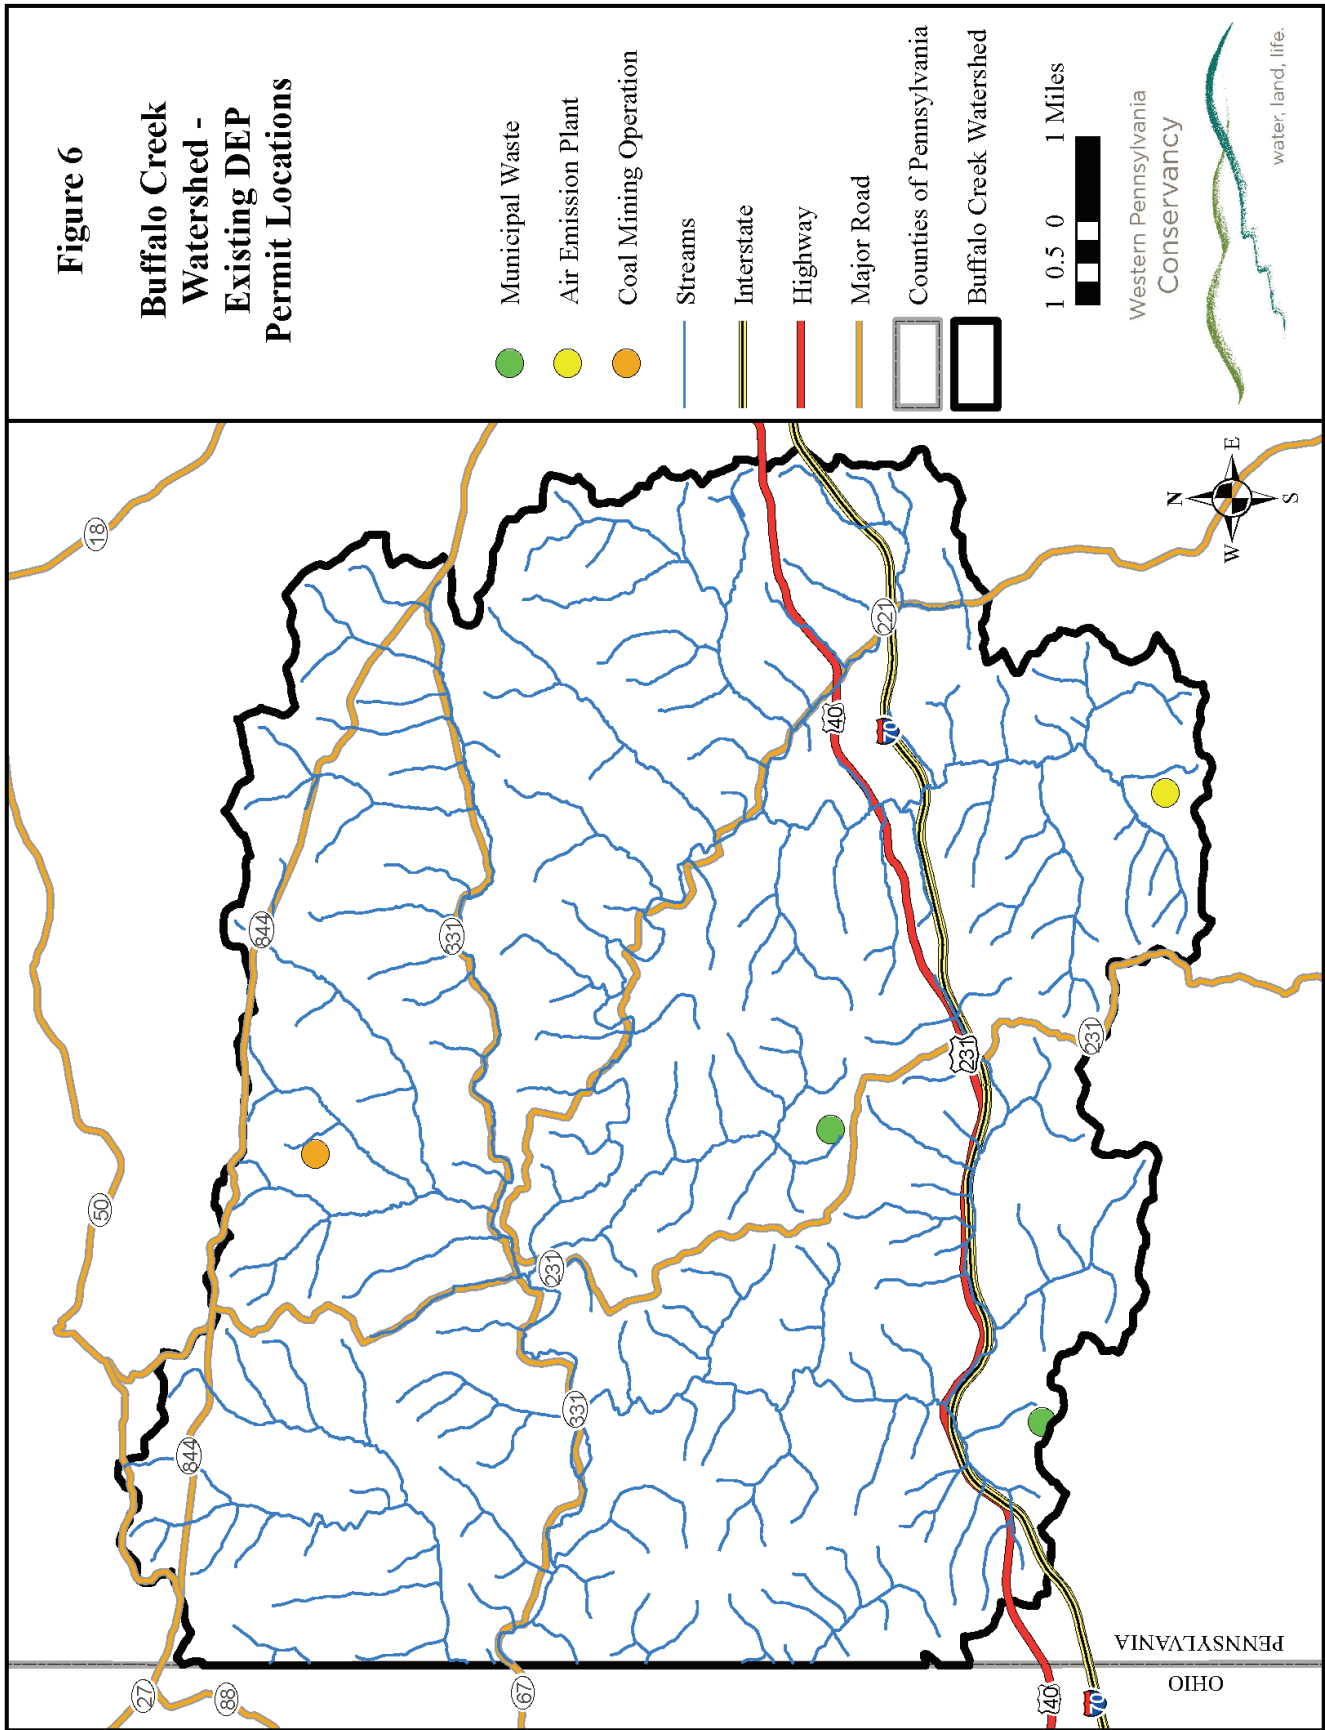 Figure 6
Buffalo Creek
Watershed -
Existing DEP
Permit Locations
Municipal Waste
Air Emission Plant
Coal Mining Operation
Streams
Interstate
Highway
Major Road
Counties of Pennsylvania
Buffalo Creek Watershed
1 0.5 0 1 Miles
Western Pennsylvania
Conservancy
water, land, life.
18
50
844
844
331
331
221
40
70
231
231
231
27
88
67
40
70
N
W
E
S
OHIO
PENNSYLVANIA